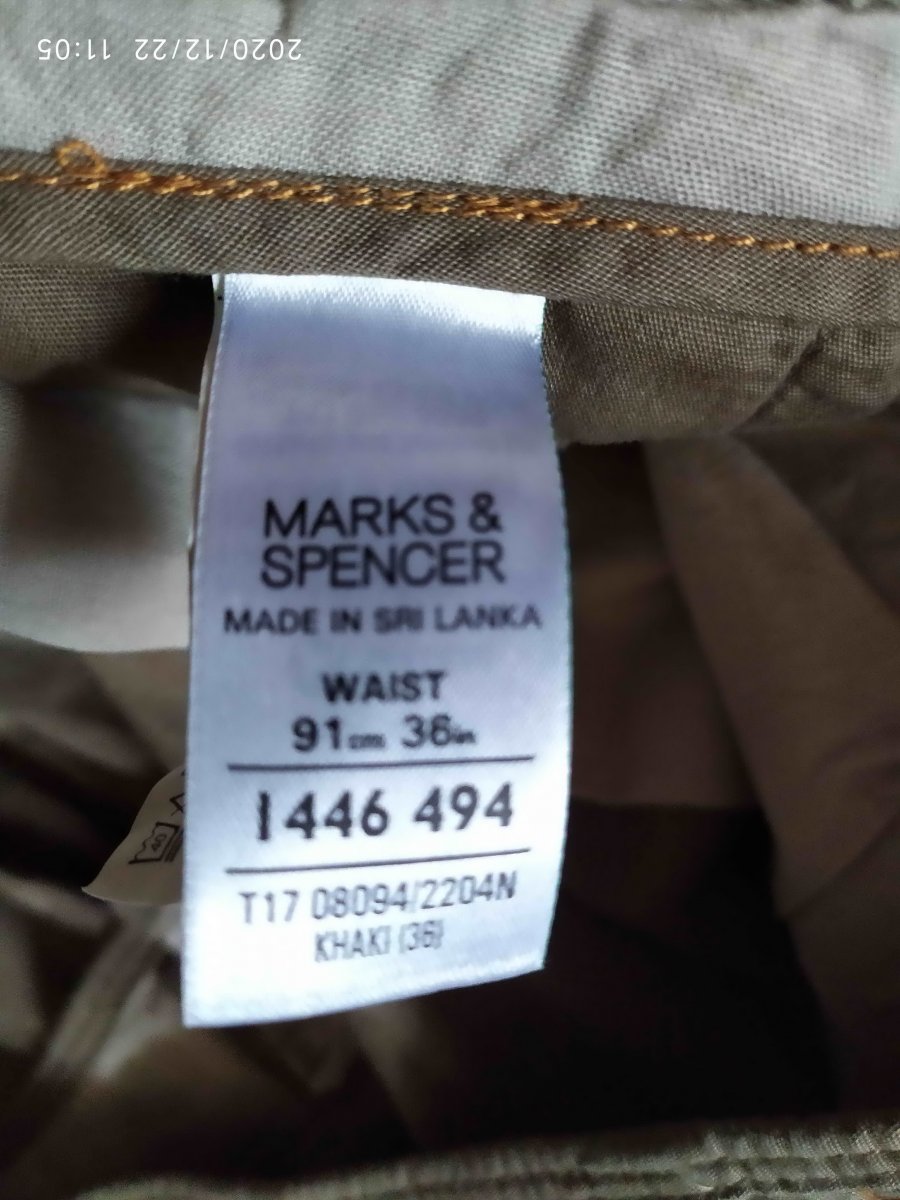 2020/12/22 11:05
MARKS &
SPENCER
MADE IN SRI LANKA
WAIST
91cm 36in
1446 494
T17 08094/2204N
KHAKI (36)
40